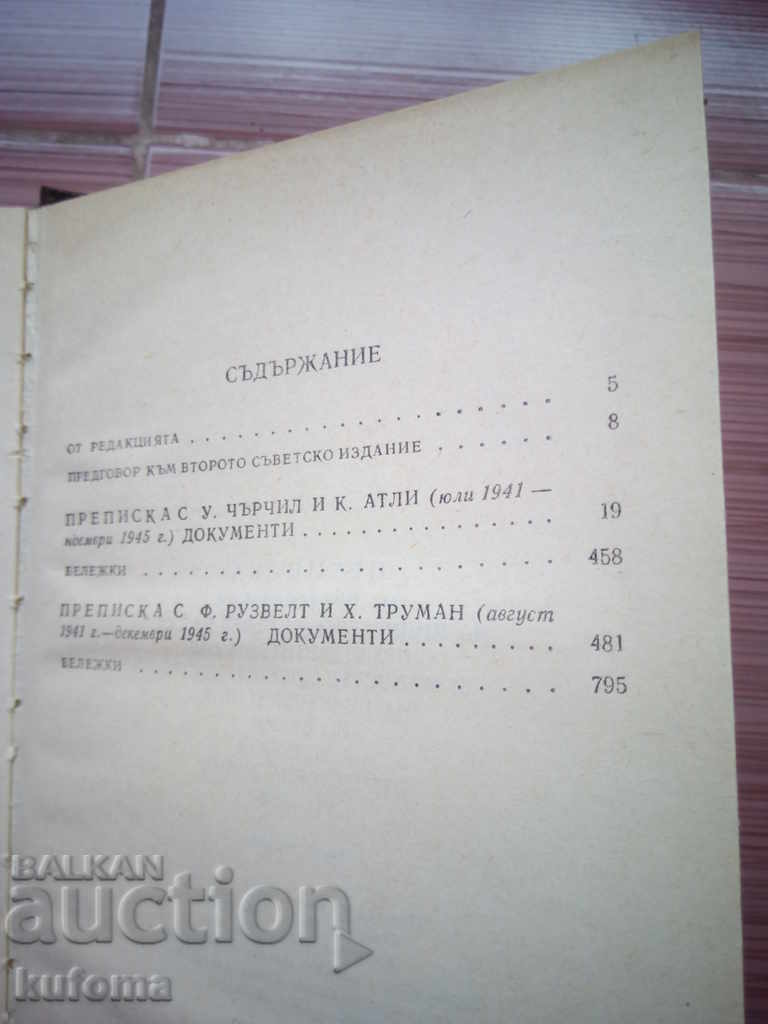 СЪДЪРЖАНИЕ
ОТ РЕДАКЦИЯТА . . . . . . . . . . . . . . . . . . . 5
ПРЕДГОВОР КЪМ ВТОРОТО СЪВЕТСКО ИЗДАНИЕ . . . . . . 8
ПРЕПИСКА С У. ЧЪРЧИЛ И К. АТЛИ (юли 1941 —
ноември 1945 г.) ДОКУМЕНТИ . . . . . . . . . . . . . . 19
БЕЛЕЖКИ . . . . . . . . . . . . . . . . . . . . . . 458
ПРЕПИСКА С Ф. РУЗВЕЛТ И Х. ТРУМАН (август
1941 г.—декември 1945 г.) ДОКУМЕНТИ . . . . . . . . . 481
БЕЛЕЖКИ . . . . . . . . . . . . . . . . . . . . . . 795
BALKAN
auction
kufoma